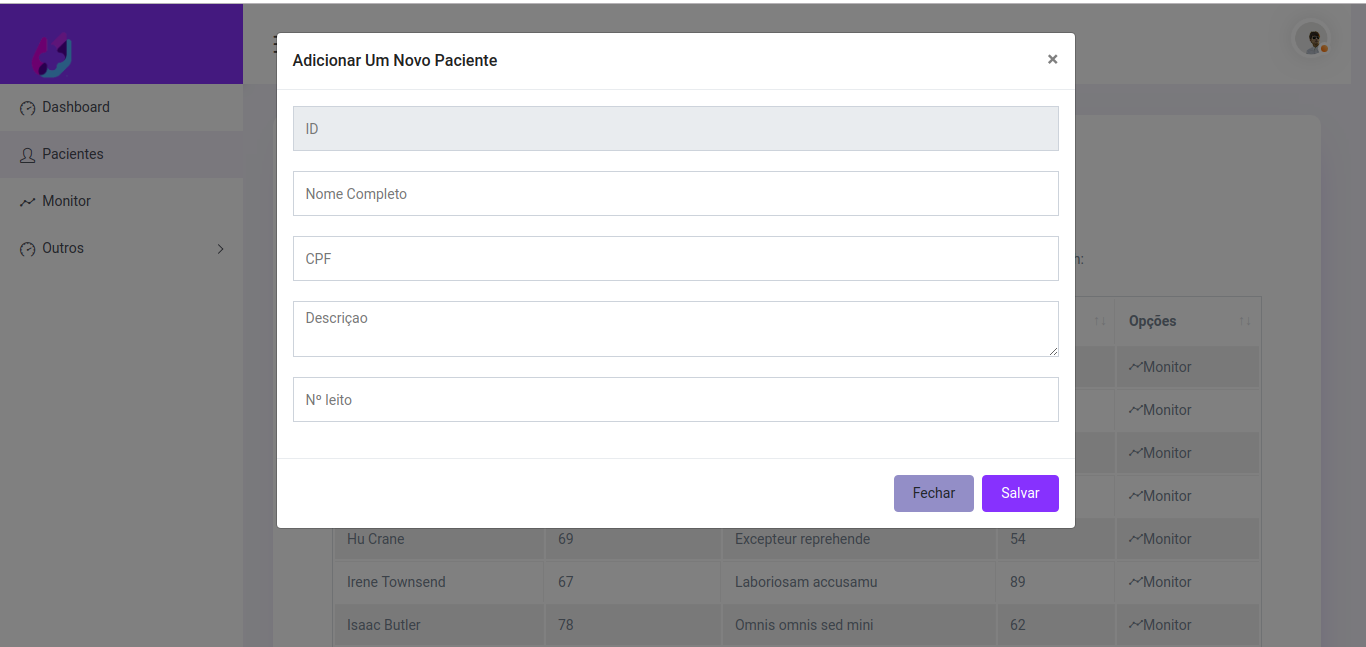 Adicionar Um Novo Paciente
×
Dashboard
Pacientes
Monitor
Outros
ID
Nome Completo
CPF
Descriçao
Nº leito
Fechar
Salvar
Opções
Monitor
Monitor
Monitor
Monitor
Hu Crane 69 Excepteur reprehende 54 Monitor
Irene Townsend 67 Laboriosam accusamu 89 Monitor
Isaac Butler 78 Omnis omnis sed mini 62 Monitor